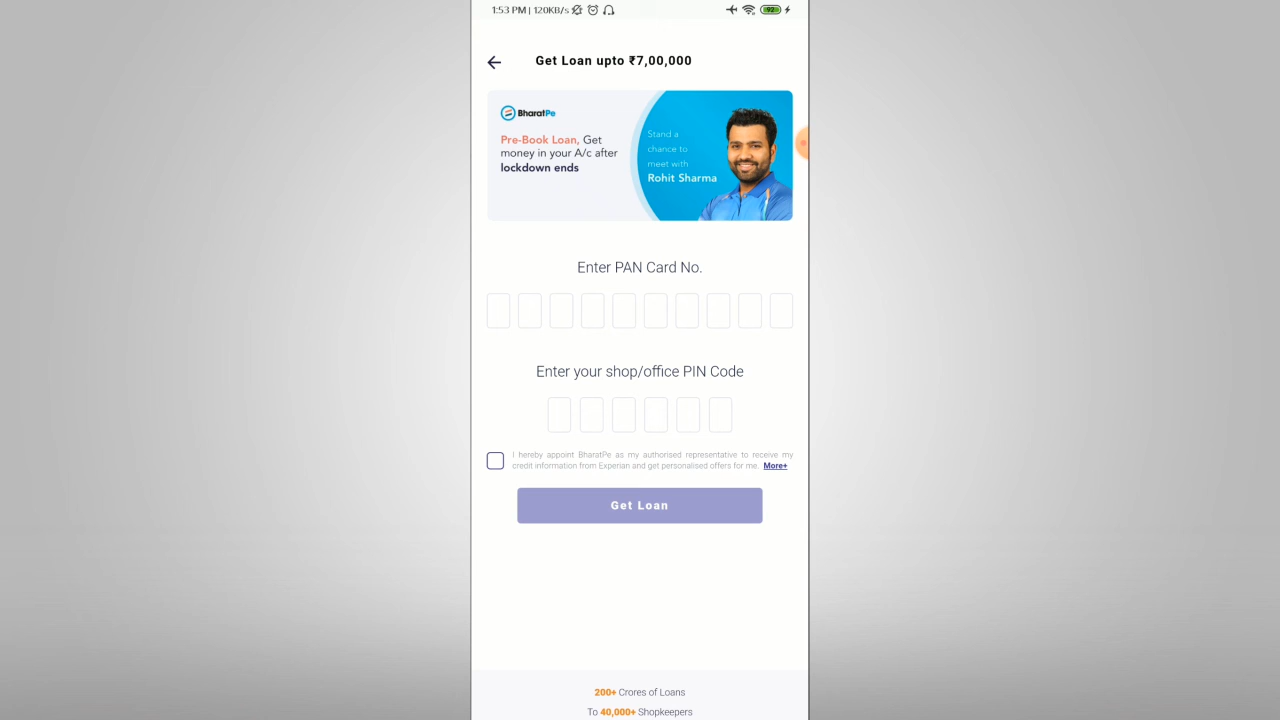 1:53 PM | 120KB/s
92
Get Loan upto ₹7,00,000
BharatPe
Pre-Book Loan, Get
money in your A/c after
lockdown ends
Stand a
chance to
meet with
Rohit Sharma
Enter PAN Card No.
Enter your shop/office PIN Code
I hereby appoint BharatPe as my authorised representative to receive my
credit information from Experian and get personalised offers for me. More+
Get Loan
200+ Crores of Loans
To 40,000+ Shopkeepers